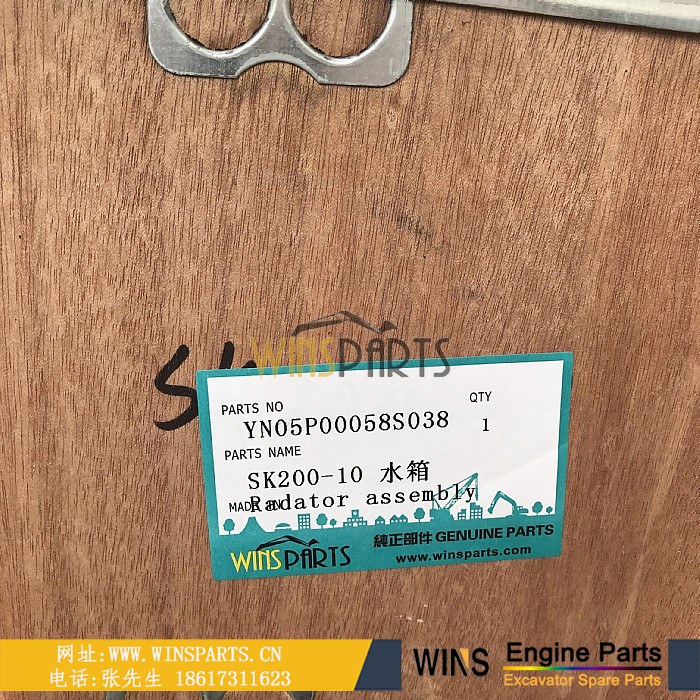 WINSPARTS
PARTS NO
QTY
YN05P00058S038
1
PARTS NAME
SK200-10 水箱
Radator assembly
WINSPARTS
純正部件 GENUINE PARTS
www.winsparts.com
网址:WWW.WINSPARTS.CN
电话:张先生 18617311623
WINS
Engine Parts
Excavator Spare Parts